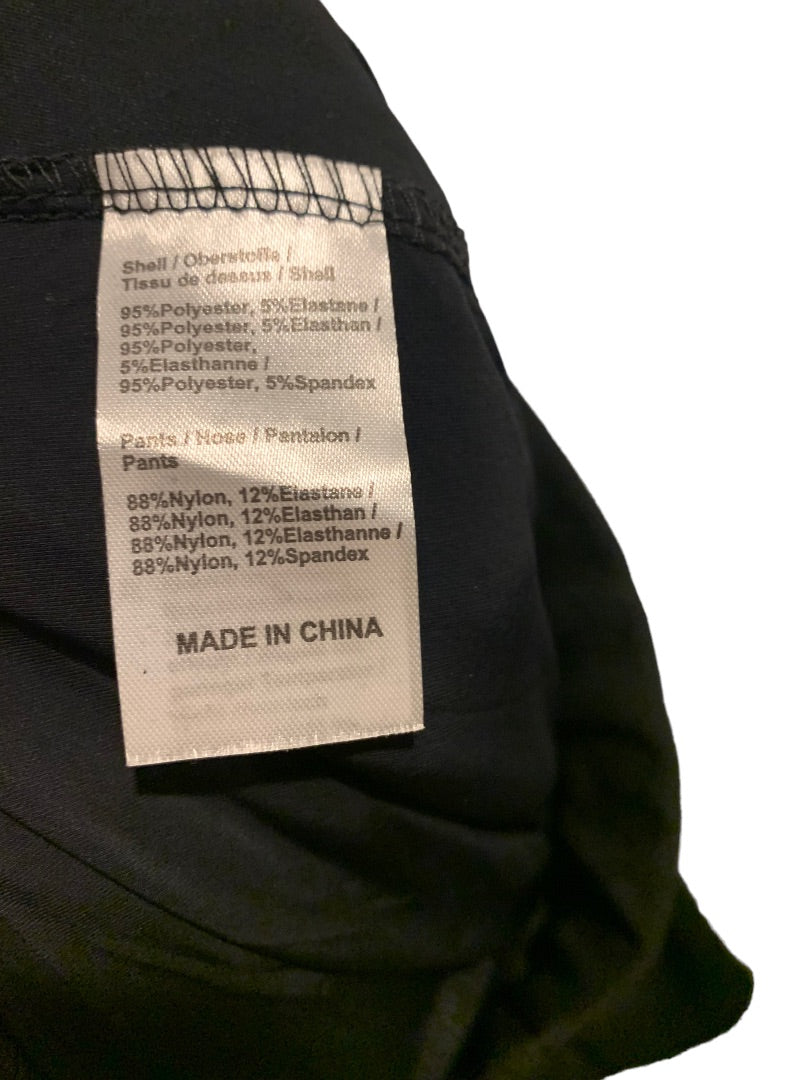 Shell / Oberstoffe /
Tissu de dessus / Shell
95%Polyester, 5%Elastane /
95%Polyester, 5%Elasthan /
95%Polyester,
5%Elasthanne /
95%Polyester, 5%Spandex
Pants / Hose / Pantalon /
Pants
88%Nylon, 12%Elastane /
88%Nylon, 12%Elasthan /
88%Nylon, 12%Elasthanne /
88%Nylon, 12%Spandex
MADE IN CHINA